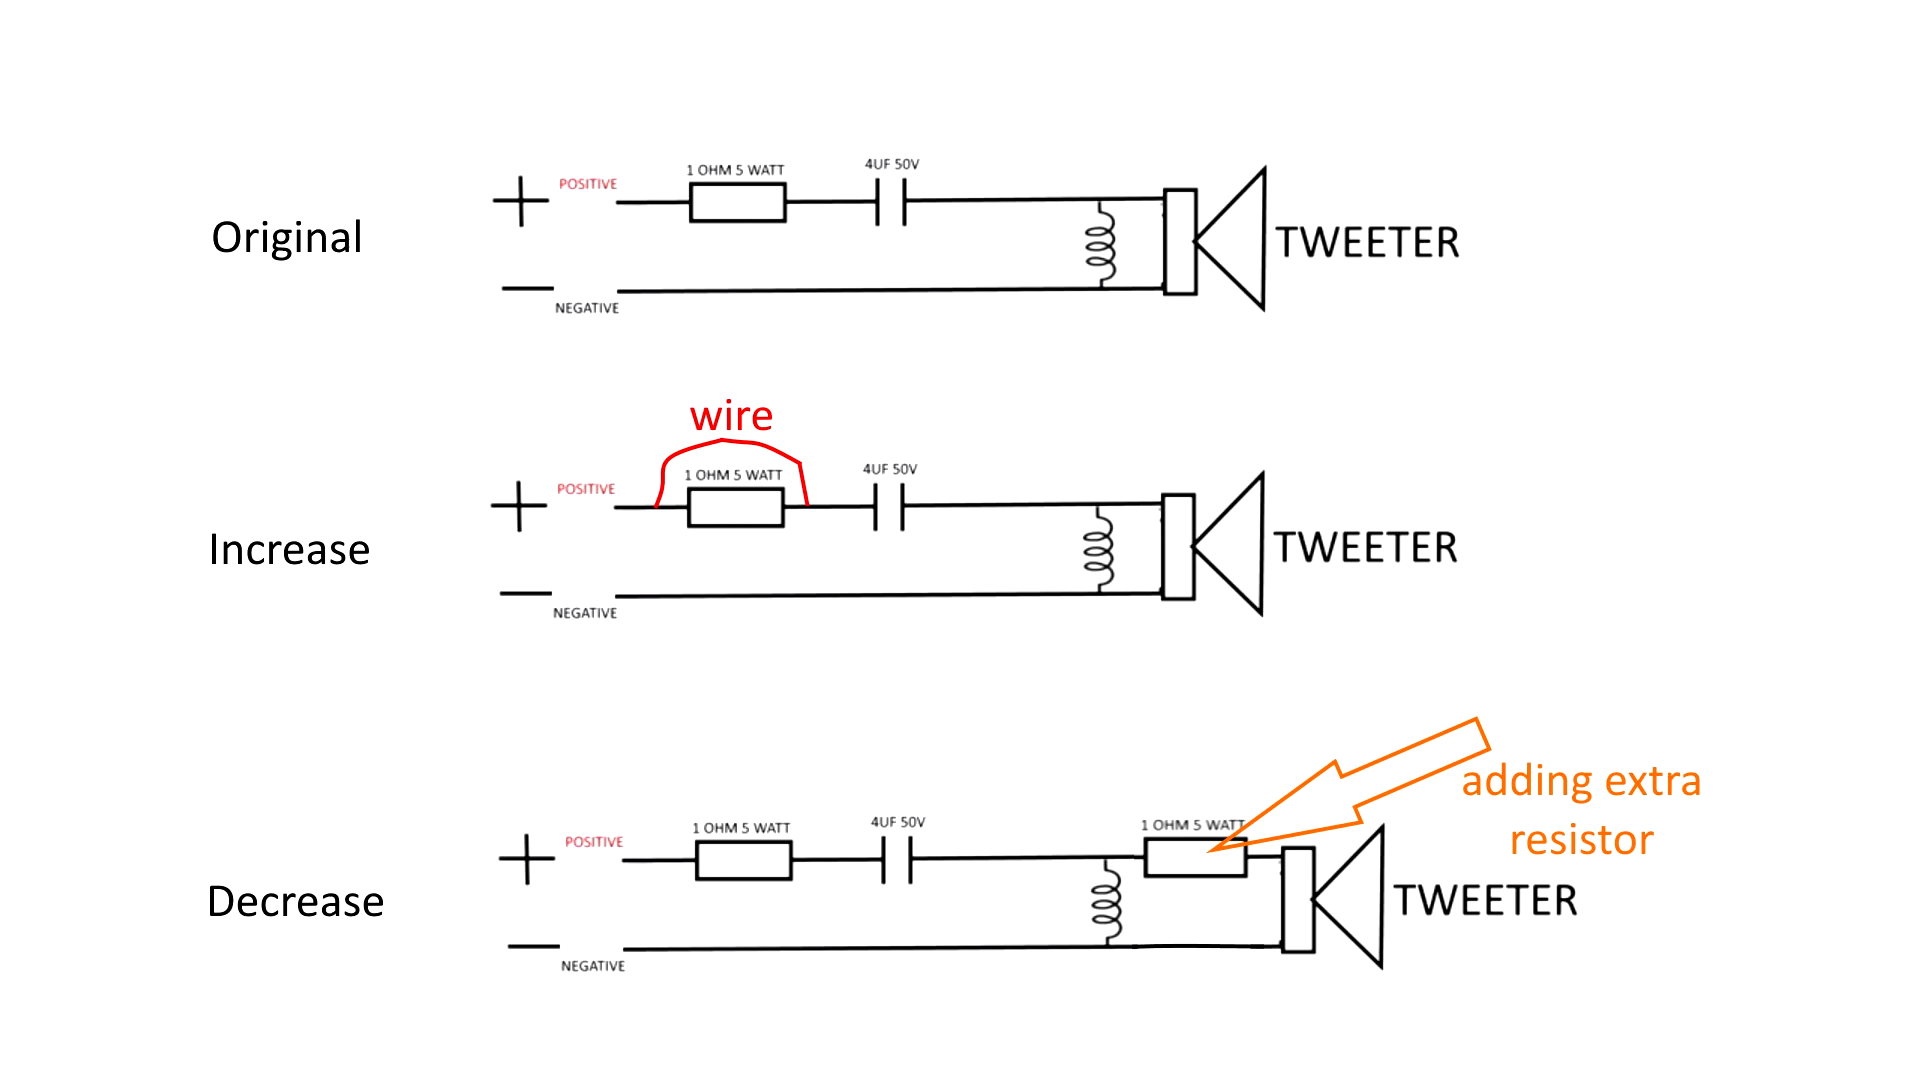 1 OHM 5 WATT
4UF 50V
POSITIVE
Original
TWEETER
NEGATIVE
wire
1 OHM 5 WATT
4UF 50V
POSITIVE
Increase
TWEETER
NEGATIVE
adding extra
resistor
1 OHM 5 WATT
4UF 50V
1 OHM 5 WATT
POSITIVE
Decrease
TWEETER
NEGATIVE